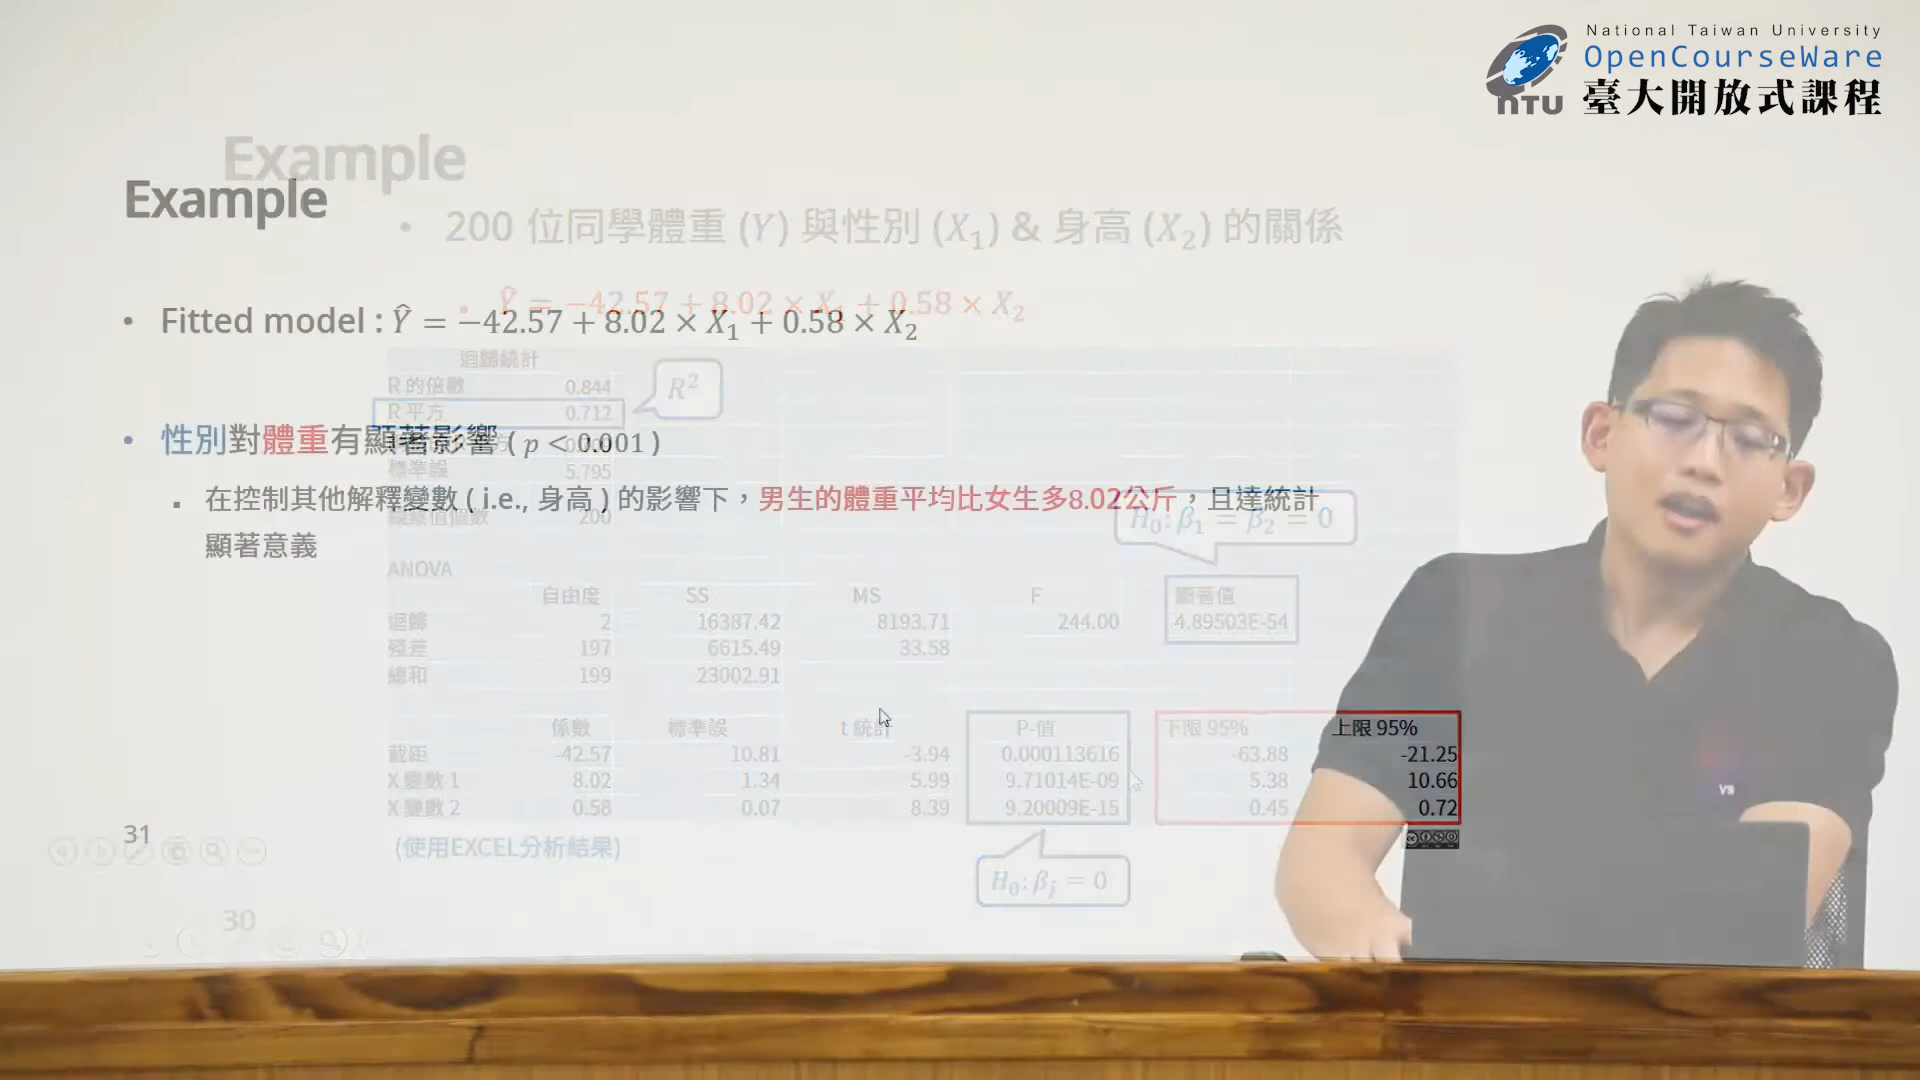 National Taiwan University
OpenCourseWare
臺大開放式課程
NTU
Example
Example
• 200 位同學體重 (Y) 與性別 (X₁) & 身高 (X₂) 的關係
▪ Ŷ = −42.57 + 8.02 × X₁ + 0.58 × X₂
• Fitted model : Ŷ = −42.57 + 8.02 × X₁ + 0.58 × X₂
迴歸統計
R 的倍數 0.844
R 平方 0.712
R²
• 性別對體重有顯著影響 ( p < 0.001 )
標準誤 5.795
▪ 在控制其他解釋變數 ( i.e., 身高 ) 的影響下，男生的體重平均比女生多8.02公斤，且達統計
顯著意義
觀察值個數 200
H₀: β₁ = β₂ = 0
ANOVA
自由度 SS MS F 顯著值
迴歸 2 16387.42 8193.71 244.00 4.89503E-54
殘差 197 6615.49 33.58
總和 199 23002.91
係數 標準誤 t 統計 P-值 下限 95% 上限 95%
截距 -42.57 10.81 -3.94 0.000113616 -63.88 -21.25
X 變數 1 8.02 1.34 5.99 9.71014E-09 5.38 10.66
X 變數 2 0.58 0.07 8.39 9.20009E-15 0.45 0.72
(使用EXCEL分析結果)
H₀: βⱼ = 0
31
30